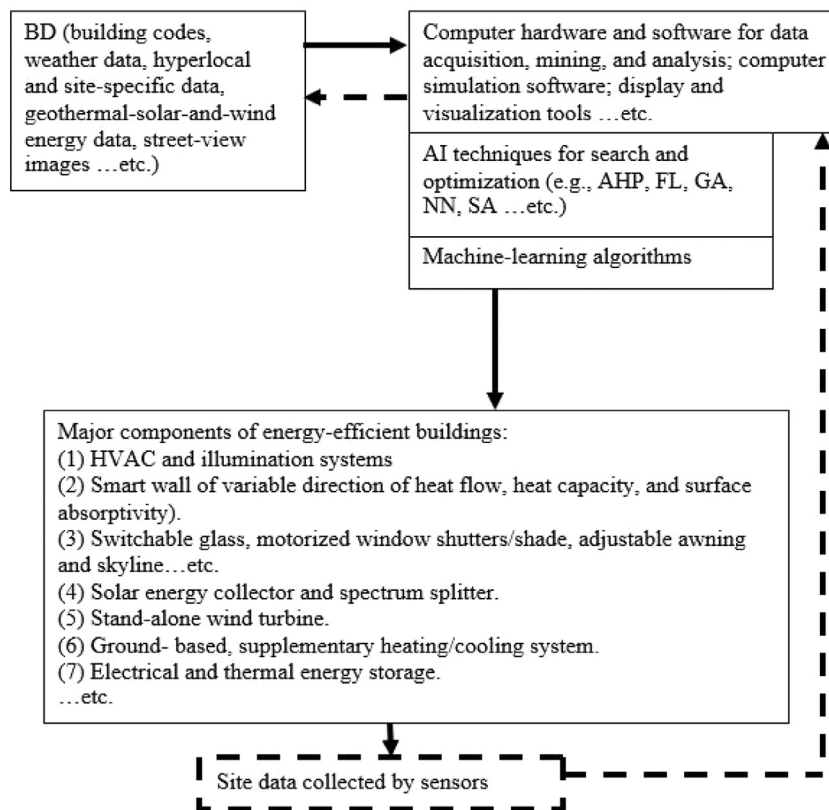 BD (building codes,
weather data, hyperlocal
and site-specific data,
geothermal-solar-and-wind
energy data, street-view
images …etc.)
Computer hardware and software for data
acquisition, mining, and analysis; computer
simulation software; display and
visualization tools …etc.
AI techniques for search and
optimization (e.g., AHP, FL, GA,
NN, SA …etc.)
Machine-learning algorithms
Major components of energy-efficient buildings:
(1) HVAC and illumination systems
(2) Smart wall of variable direction of heat flow, heat capacity, and surface
absorptivity).
(3) Switchable glass, motorized window shutters/shade, adjustable awning
and skyline…etc.
(4) Solar energy collector and spectrum splitter.
(5) Stand-alone wind turbine.
(6) Ground- based, supplementary heating/cooling system.
(7) Electrical and thermal energy storage.
…etc.
Site data collected by sensors